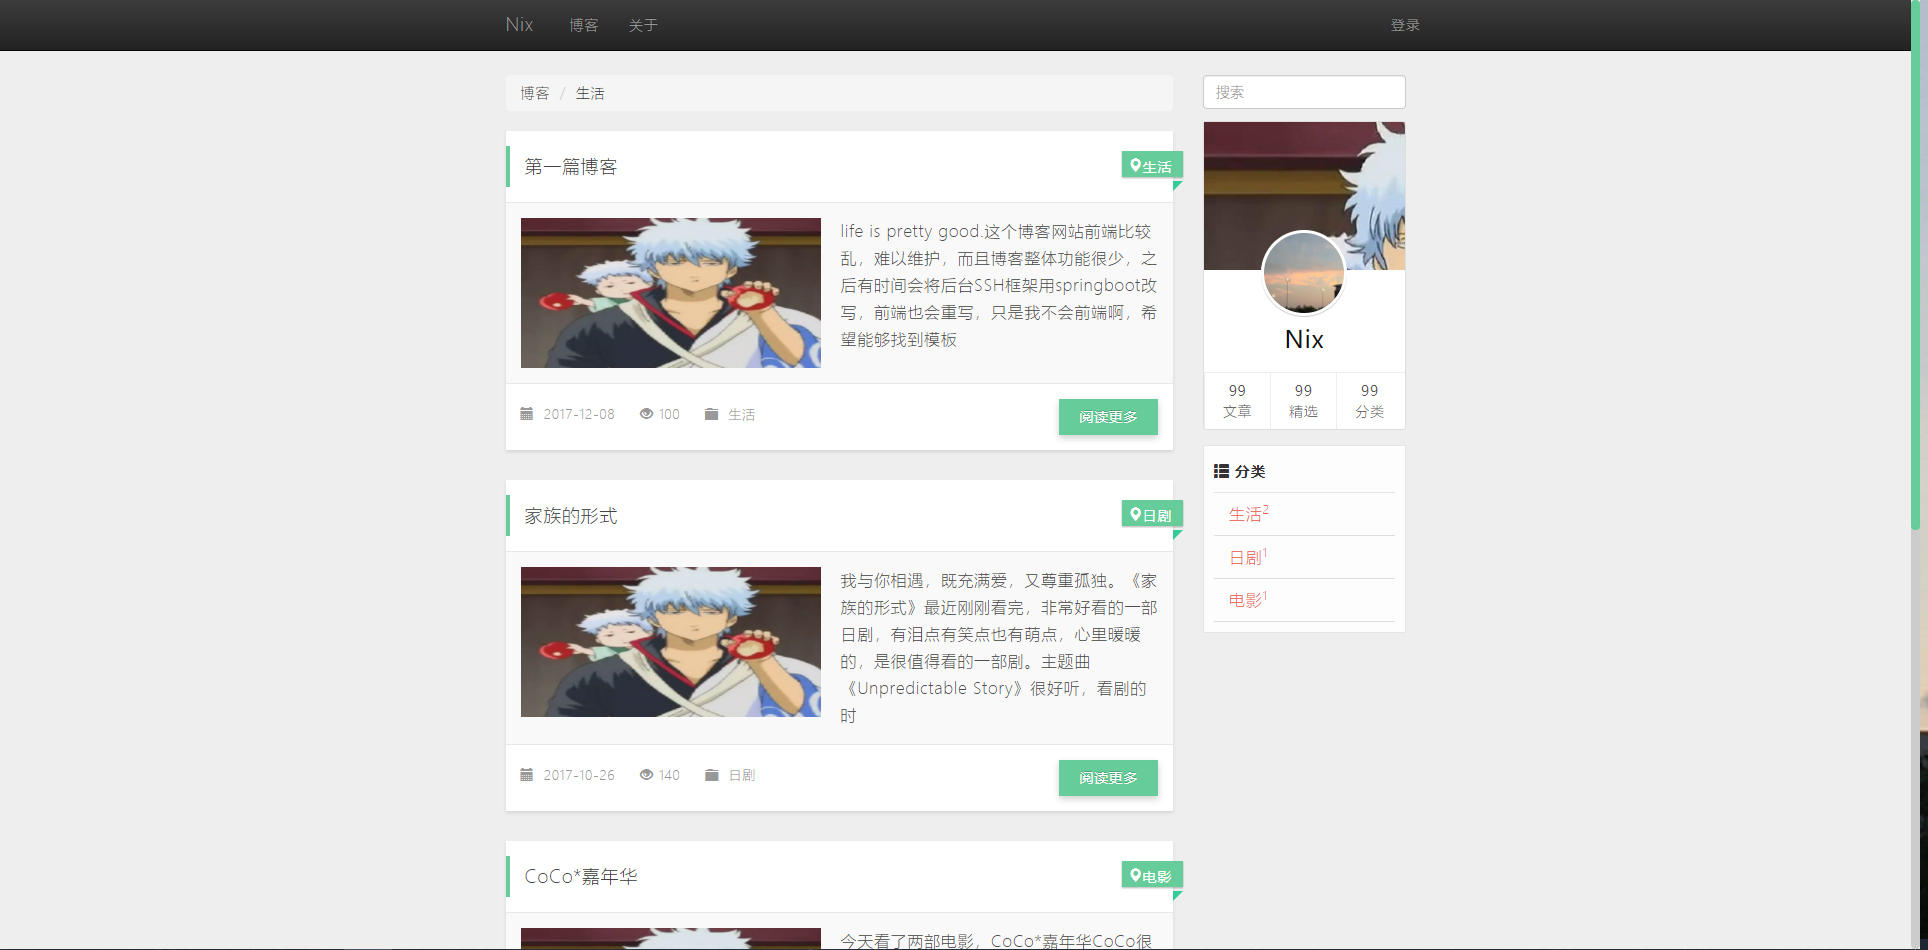 Nix 博客 关于 登录
博客 / 生活
搜索
第一篇博客
生活
life is pretty good.这个博客网站前端比较
乱，难以维护，而且博客整体功能很少，之
后有时间会将后台SSH框架用springboot改
写，前端也会重写，只是我不会前端啊，希
望能够找到模板
2017-12-08 100 生活
阅读更多
家族的形式
日剧
我与你相遇，既充满爱，又尊重孤独。《家
族的形式》最近刚刚看完，非常好看的一部
日剧，有泪点有笑点也有萌点，心里暖暖
的，是很值得看的一部剧。主题曲
《Unpredictable Story》很好听，看剧的
时
2017-10-26 140 日剧
阅读更多
CoCo*嘉年华
电影
今天看了两部电影，CoCo*嘉年华CoCo很
Nix
99 99 99
文章 精选 分类
分类
生活2
日剧1
电影1